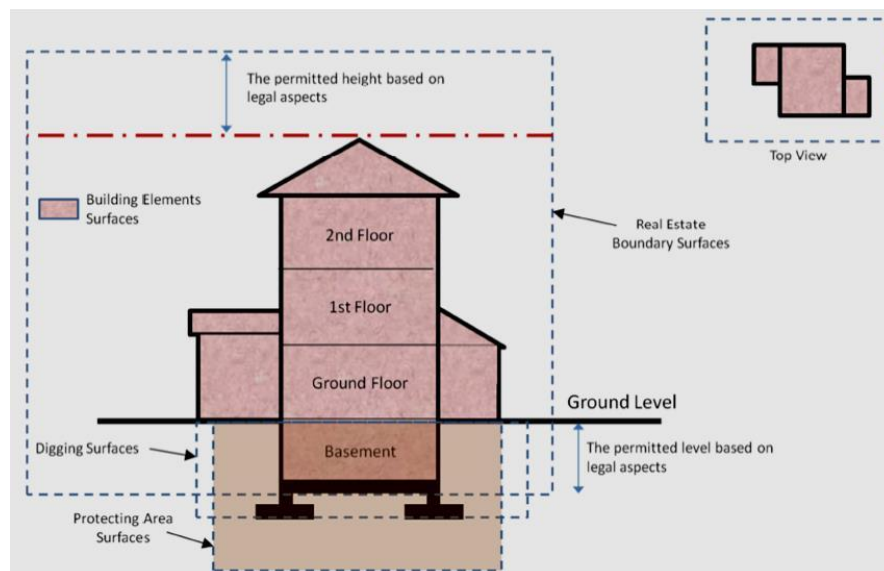 The permitted height based on
legal aspects
Top View
Building Elements
Surfaces
2nd Floor
Real Estate
Boundary Surfaces
1st Floor
Ground Floor
Ground Level
Digging Surfaces
Basement
The permitted level based on
legal aspects
Protecting Area
Surfaces